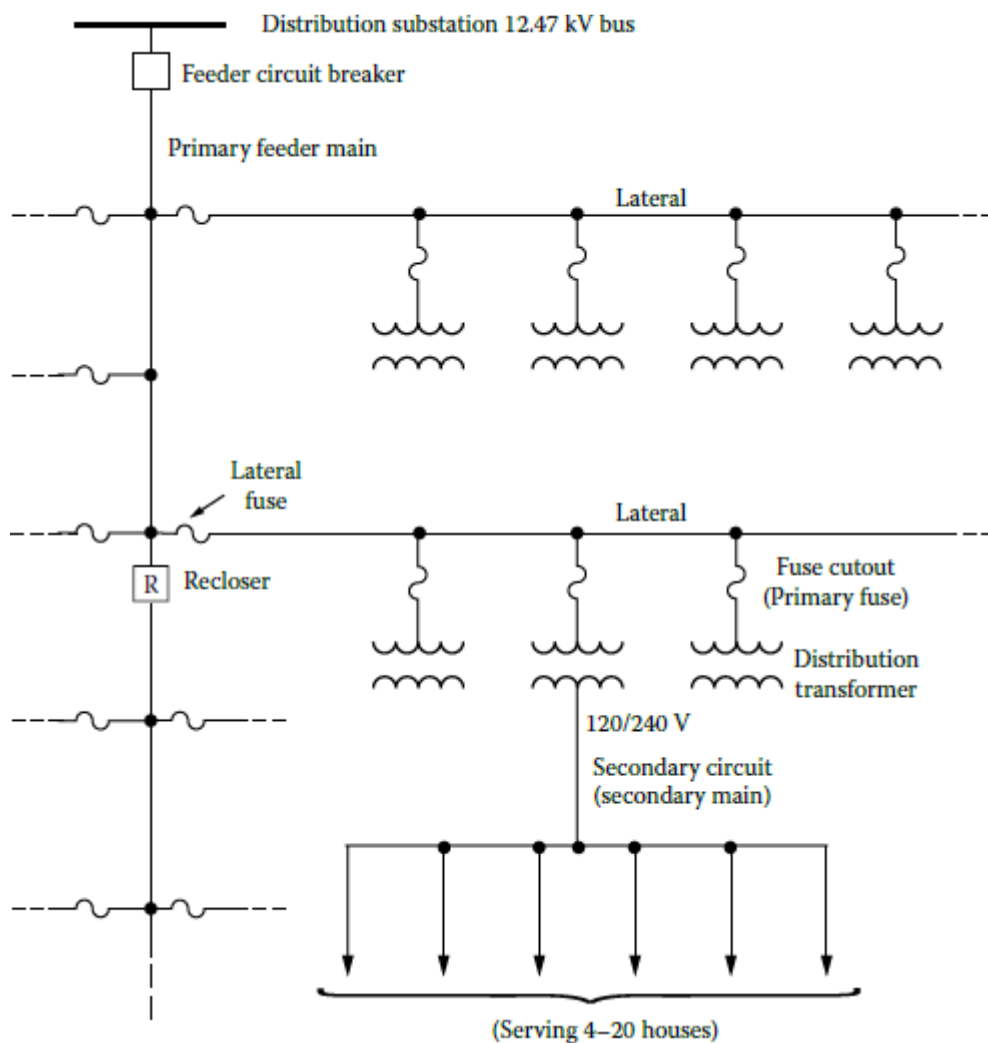 Distribution substation 12.47 kV bus
Feeder circuit breaker
Primary feeder main
Lateral
Lateral
fuse
Lateral
R
Recloser
Fuse cutout
(Primary fuse)
Distribution
transformer
120/240 V
Secondary circuit
(secondary main)
(Serving 4–20 houses)